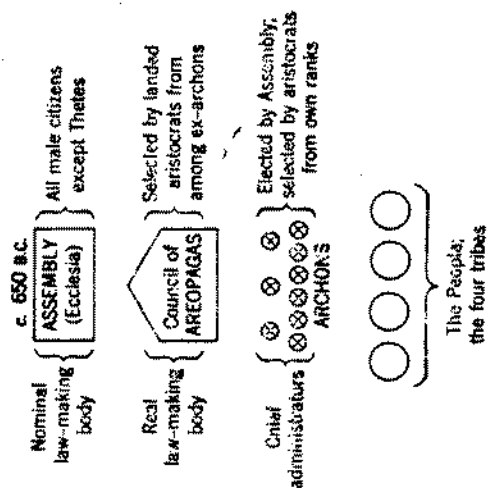 c. 650 B.C.
Nominal
law-making
body
ASSEMBLY
(Ecclesia)
All male citizens
except Thetes
Real
law-making
body
Council of
AREOPAGAS
Selected by landed
aristocrats from
among ex-archons
Chief
administrators
ARCHONS
Elected by Assembly;
selected by aristocrats
from own ranks
The People;
the four tribes